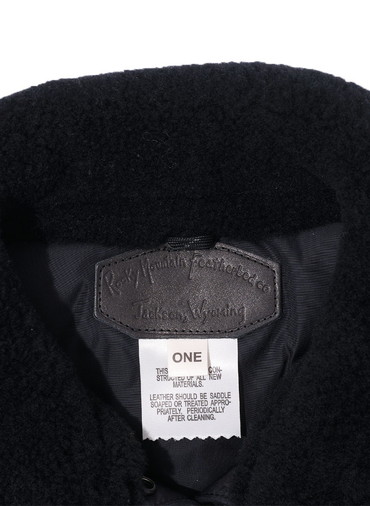 Rocky Mountain Featherbed co
Jackson, Wyoming
ONE
THIS CON-
STRUCTED OF ALL NEW
MATERIALS.
LEATHER SHOULD BE SADDLE
SOAPED OR TREATED APPRO-
PRIATELY. PERIODICALLY
AFTER CLEANING.